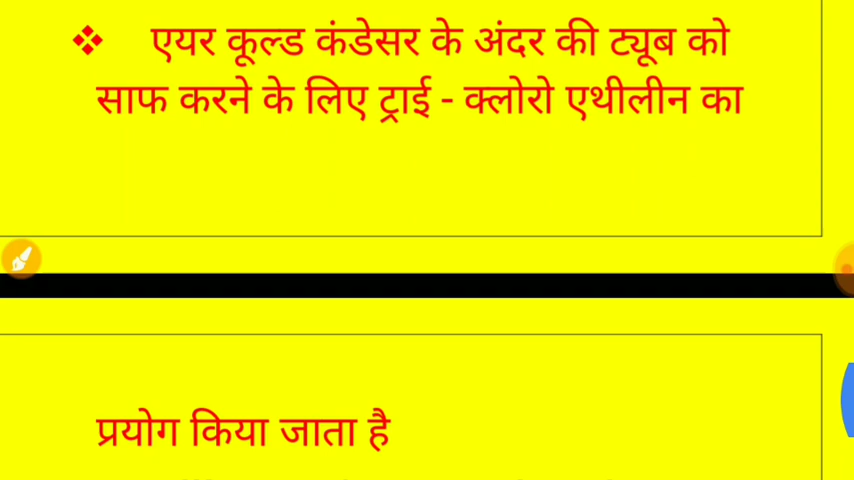 ❖ एयर कूल्ड कंडेसर के अंदर की ट्यूब को
साफ करने के लिए ट्राई - क्लोरो एथीलीन का
प्रयोग किया जाता है